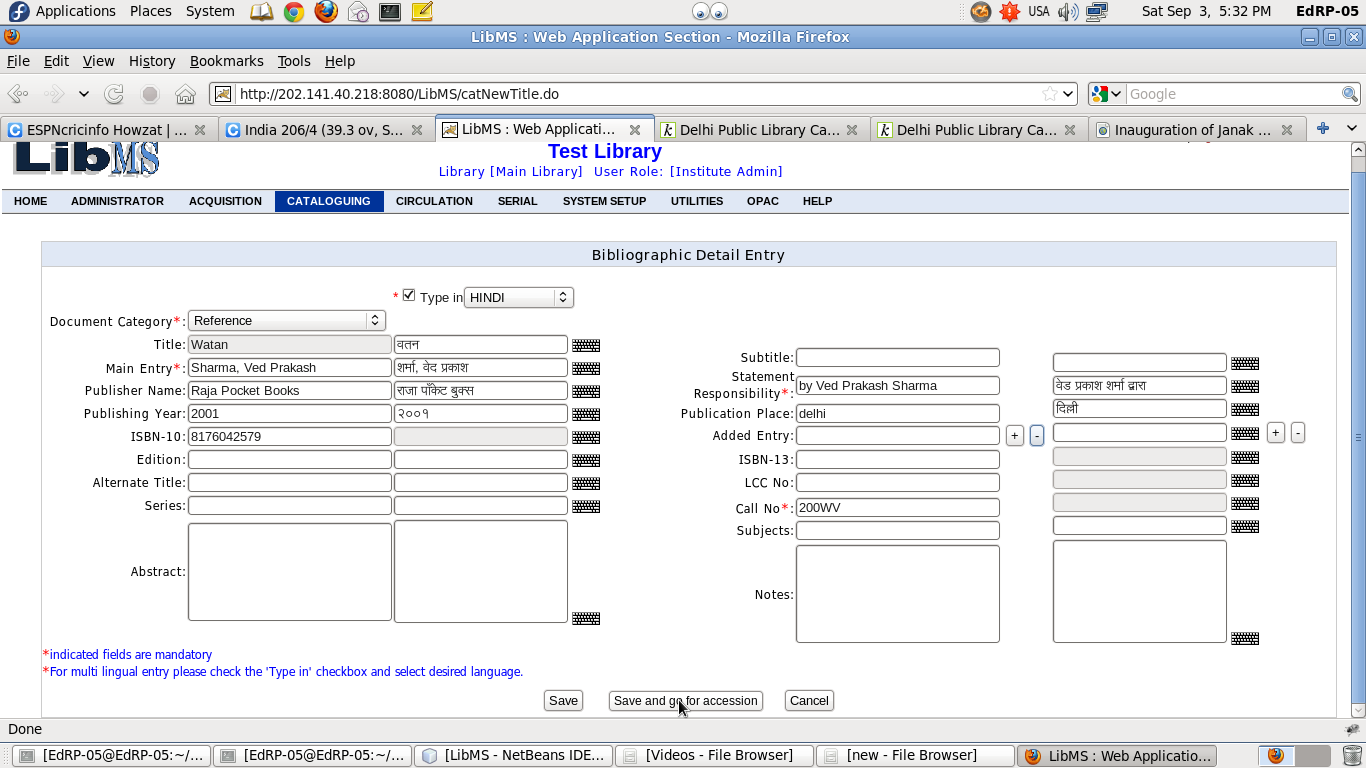 Applications Places System USA Sat Sep 3, 5:32 PM EdRP-05
LibMS : Web Application Section - Mozilla Firefox
File Edit View History Bookmarks Tools Help
http://202.141.40.218:8080/LibMS/catNewTitle.do Google
ESPNcricinfo Howzat | ... India 206/4 (39.3 ov, S... LibMS : Web Applicati... Delhi Public Library Ca... Delhi Public Library Ca... Inauguration of Janak ...
LibMS
Test Library
Library [Main Library] User Role: [Institute Admin]
HOME ADMINISTRATOR ACQUISITION CATALOGUING CIRCULATION SERIAL SYSTEM SETUP UTILITIES OPAC HELP
Bibliographic Detail Entry
* Type in HINDI
Document Category*: Reference
Title: Watan वतन
Main Entry*: Sharma, Ved Prakash शर्मा, वेद प्रकाश
Publisher Name: Raja Pocket Books राजा पॉकेट बुक्स
Publishing Year: 2001 २००१
ISBN-10: 8176042579
Edition:
Alternate Title:
Series:
Abstract:
Subtitle:
Statement
Responsibility*: by Ved Prakash Sharma वेड प्रकाश शर्मा द्वारा
Publication Place: delhi दिल्ली
Added Entry: + - + -
ISBN-13:
LCC No:
Call No*: 200WV
Subjects:
Notes:
*indicated fields are mandatory
*For multi lingual entry please check the 'Type in' checkbox and select desired language.
Save Save and go for accession Cancel
Done
[EdRP-05@EdRP-05:~/... [EdRP-05@EdRP-05:~/... [LibMS - NetBeans IDE... [Videos - File Browser] [new - File Browser] LibMS : Web Applicatio...